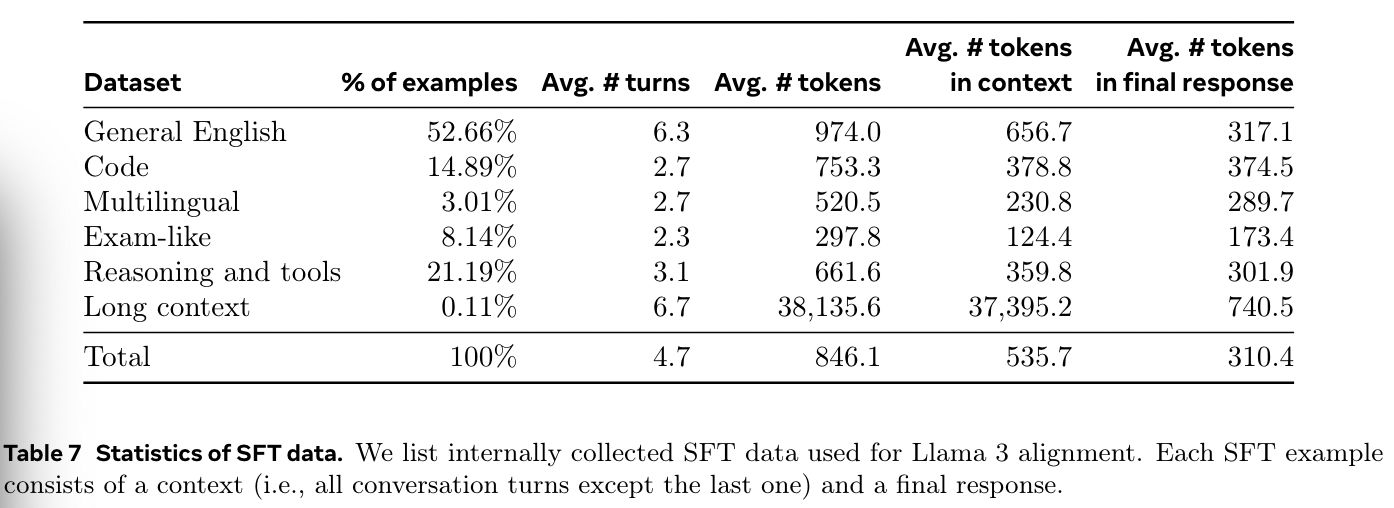 Avg. # tokens Avg. # tokens
Dataset % of examples Avg. # turns Avg. # tokens in context in final response
General English 52.66% 6.3 974.0 656.7 317.1
Code 14.89% 2.7 753.3 378.8 374.5
Multilingual 3.01% 2.7 520.5 230.8 289.7
Exam-like 8.14% 2.3 297.8 124.4 173.4
Reasoning and tools 21.19% 3.1 661.6 359.8 301.9
Long context 0.11% 6.7 38,135.6 37,395.2 740.5
Total 100% 4.7 846.1 535.7 310.4
Table 7 Statistics of SFT data. We list internally collected SFT data used for Llama 3 alignment. Each SFT example
consists of a context (i.e., all conversation turns except the last one) and a final response.